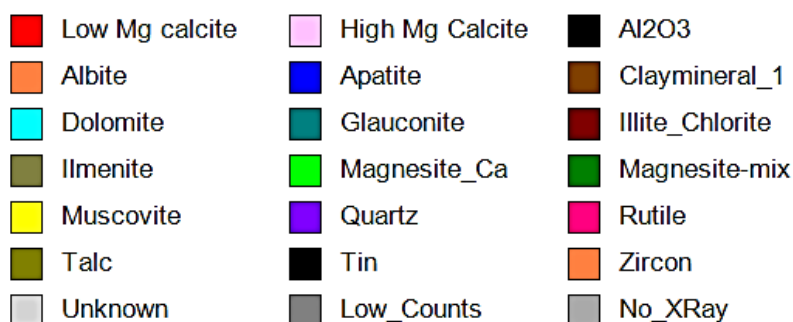 Low Mg calcite High Mg Calcite Al2O3
Albite Apatite Claymineral_1
Dolomite Glauconite Illite_Chlorite
Ilmenite Magnesite_Ca Magnesite-mix
Muscovite Quartz Rutile
Talc Tin Zircon
Unknown Low_Counts No_XRay